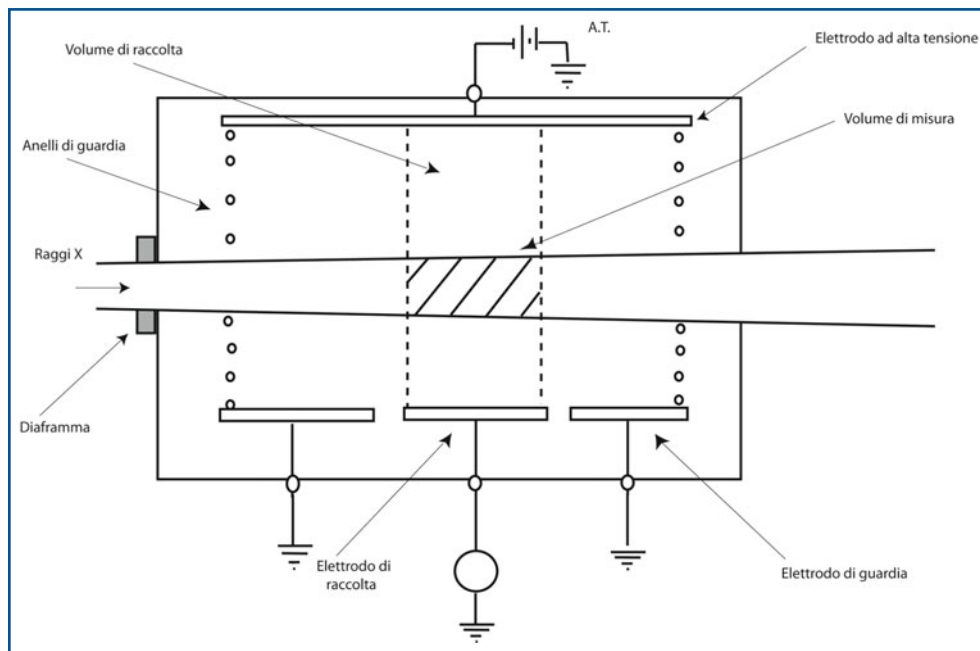 A.T.
Volume di raccolta
Elettrodo ad alta tensione
Volume di misura
Anelli di guardia
Raggi X
Diaframma
Elettrodo di
raccolta
Elettrodo di guardia